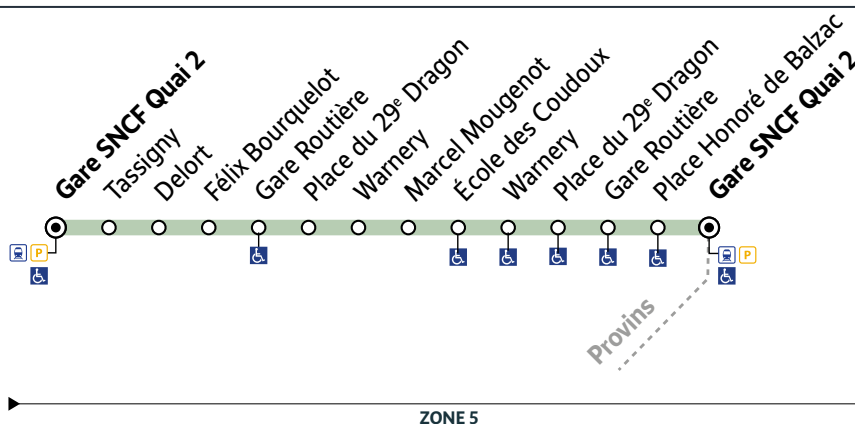 Gare SNCF Quai 2
Tassigny
Delort
Félix Bourquelot
Gare Routière
Place du 29e Dragon
Warnery
Marcel Mougenot
École des Coudoux
Warnery
Place du 29e Dragon
Gare Routière
Place Honoré de Balzac
Gare SNCF Quai 2
P
P
Provins
ZONE 5